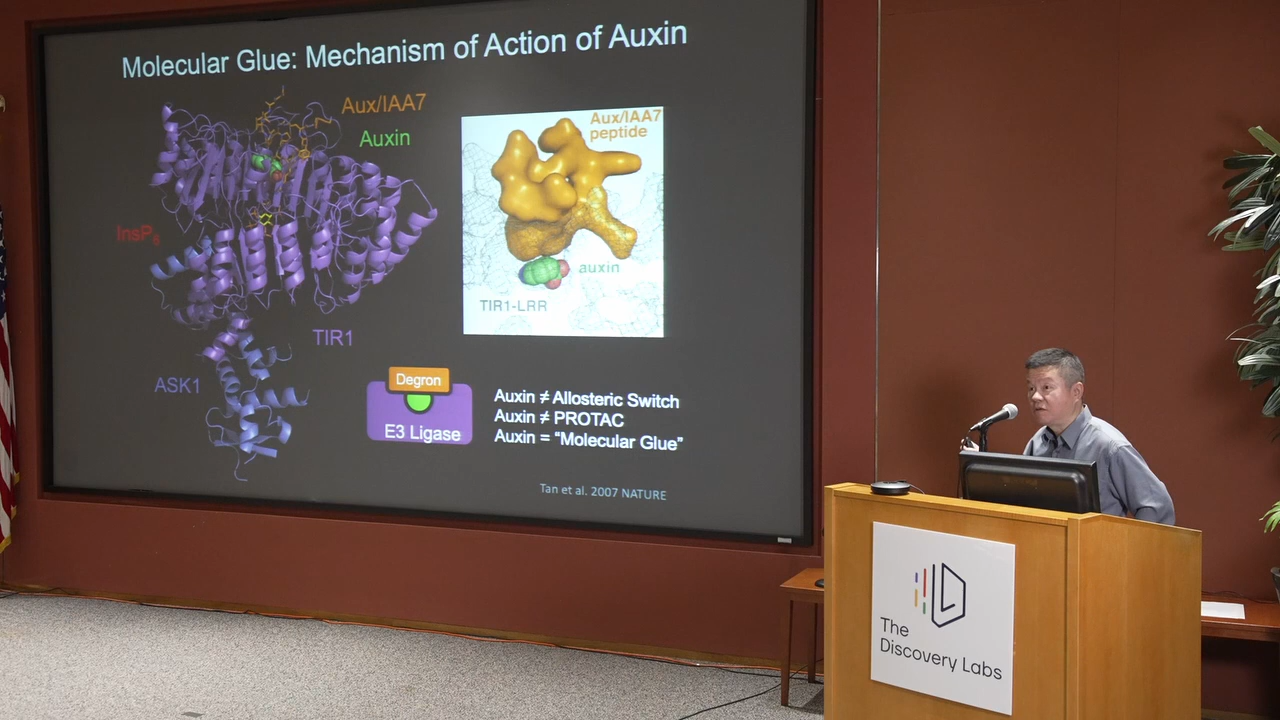 Molecular Glue: Mechanism of Action of Auxin
Aux/IAA7
Auxin
InsP6
TIR1
ASK1
Aux/IAA7
peptide
auxin
TIR1-LRR
Degron
E3 Ligase
Auxin ≠ Allosteric Switch
Auxin ≠ PROTAC
Auxin = “Molecular Glue”
Tan et al. 2007 NATURE
The
Discovery Labs